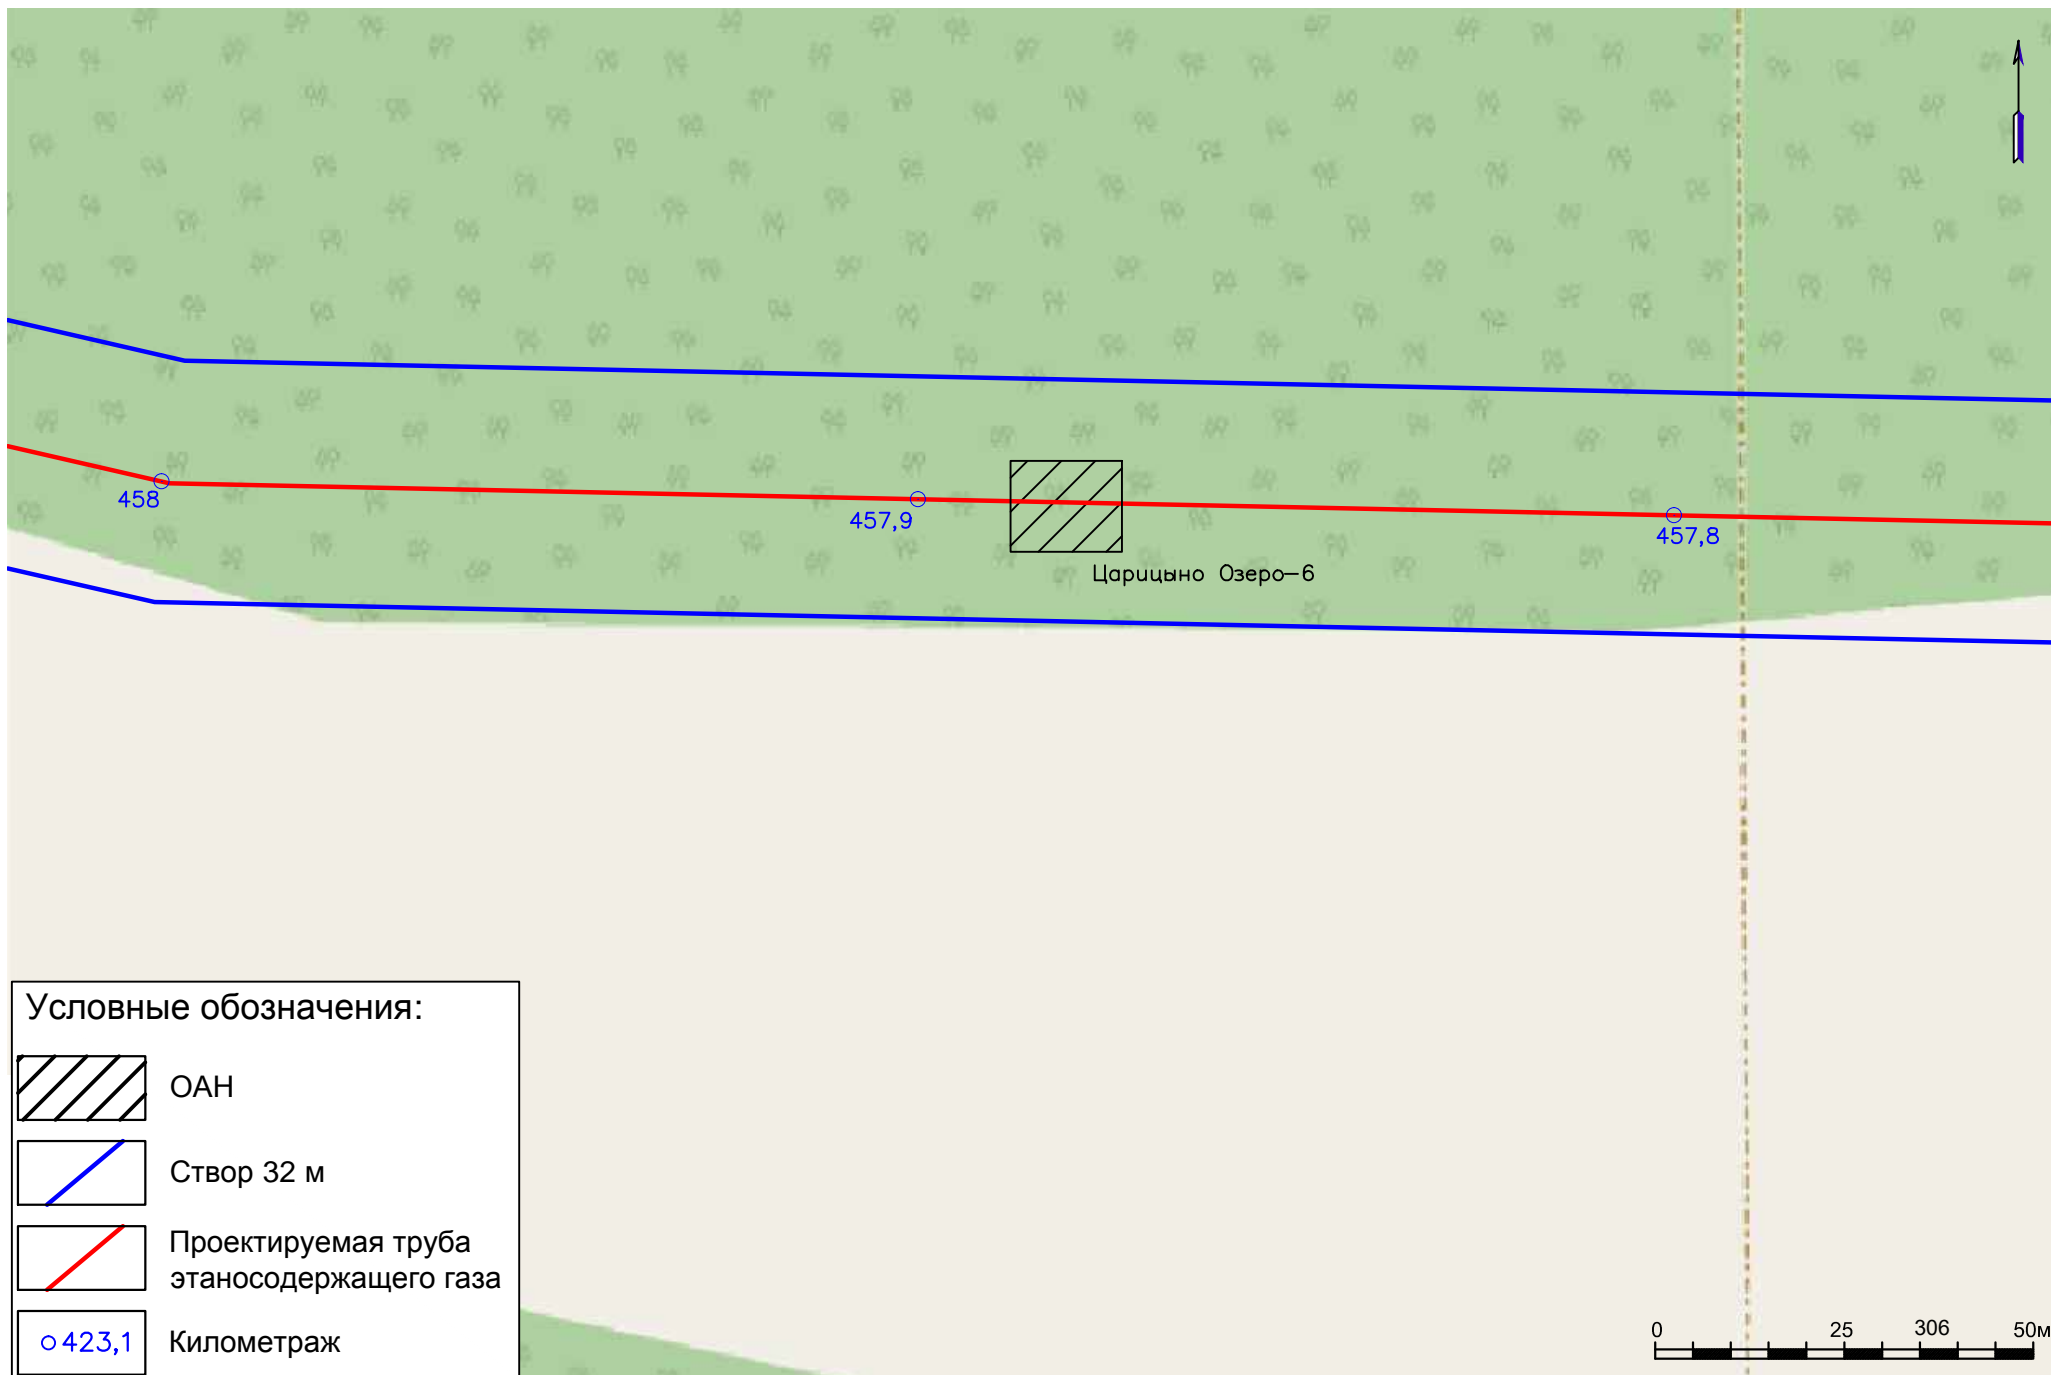 458
457,9
457,8
Царицыно Озеро-6
Условные обозначения:
ОАН
Створ 32 м
Проектируемая труба
этаносодержащего газа
423,1
Километраж
0 25 306 50м